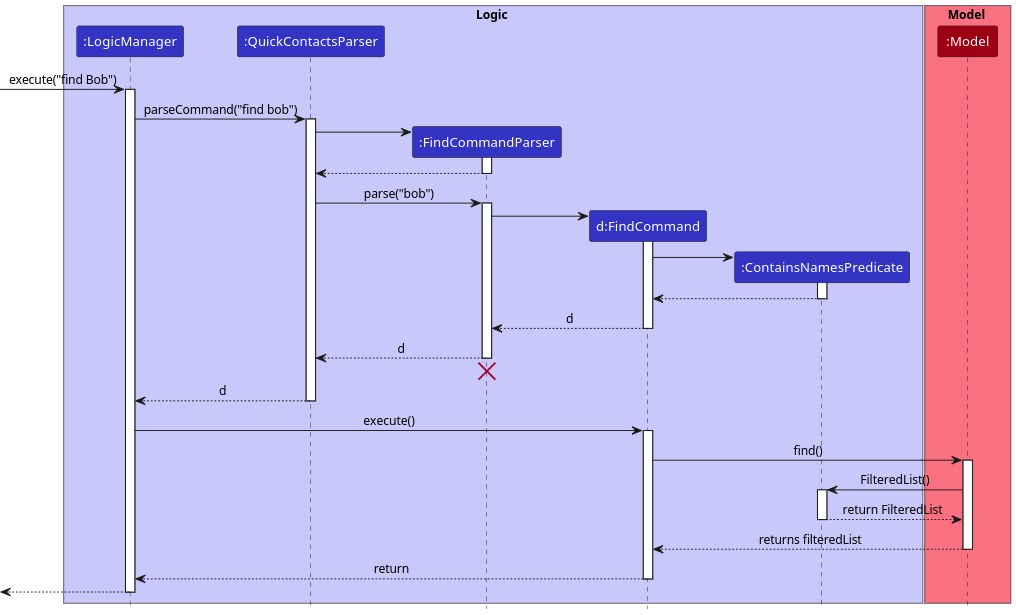 Logic
Model
:LogicManager
:QuickContactsParser
:Model
execute("find Bob")
parseCommand("find bob")
:FindCommandParser
parse("bob")
d:FindCommand
:ContainsNamesPredicate
d
d
d
execute()
find()
FilteredList()
return FilteredList
returns filteredList
return